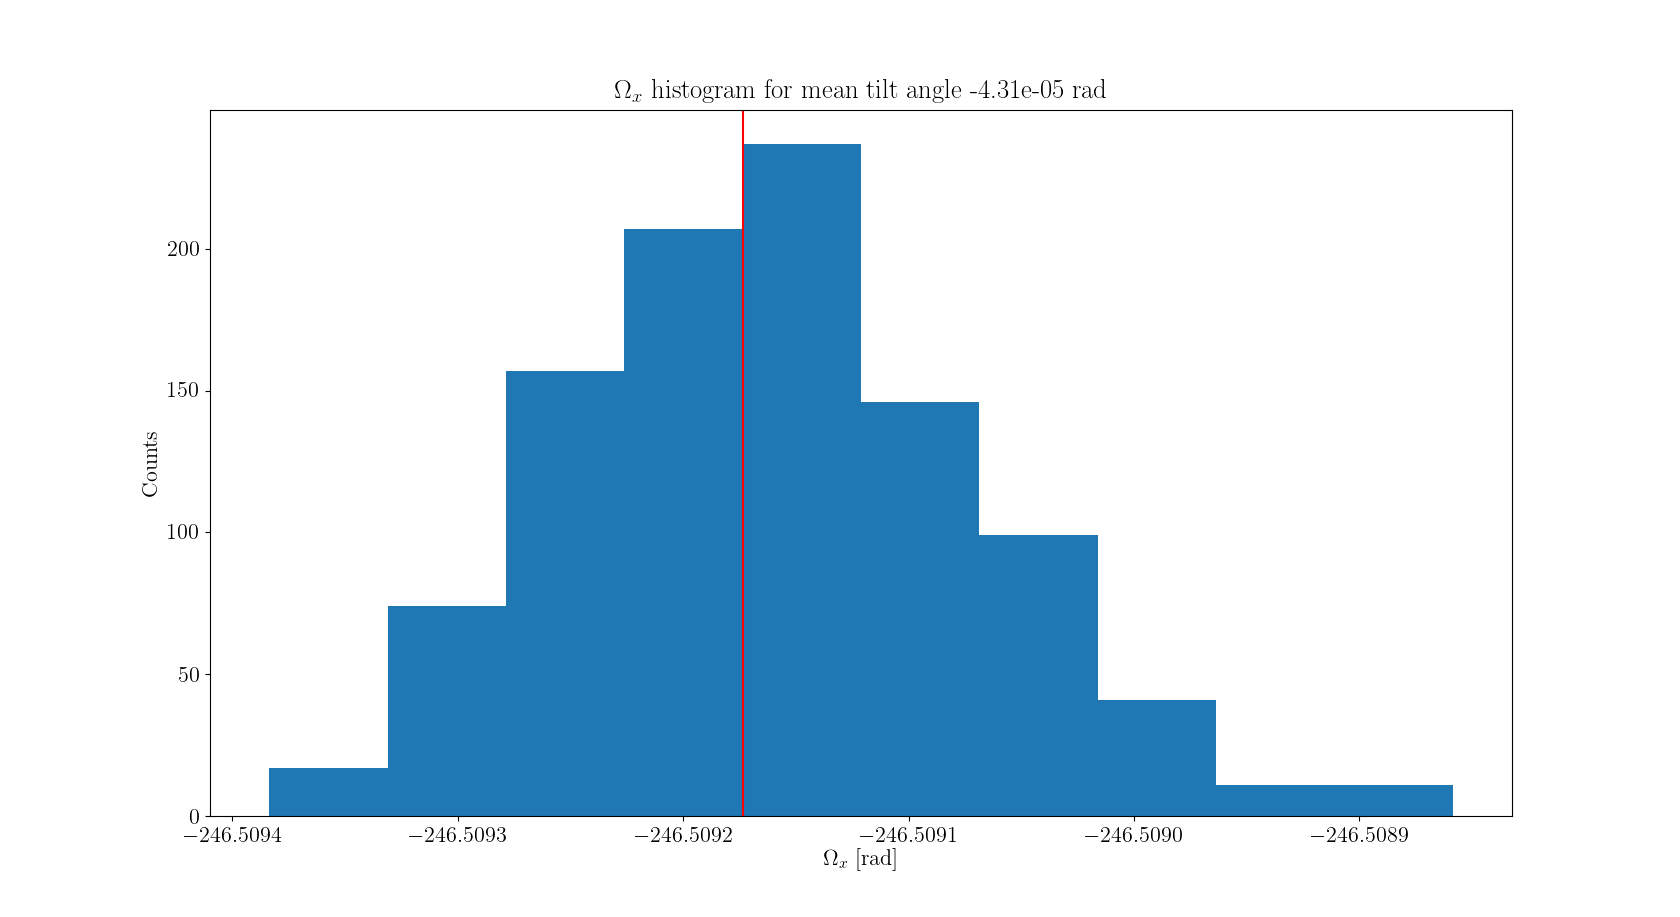 Ωₓ histogram for mean tilt angle -4.31e-05 rad
200
150
100
50
0
Counts
−246.5094 −246.5093 −246.5092 −246.5091 −246.5090 −246.5089
Ωₓ [rad]